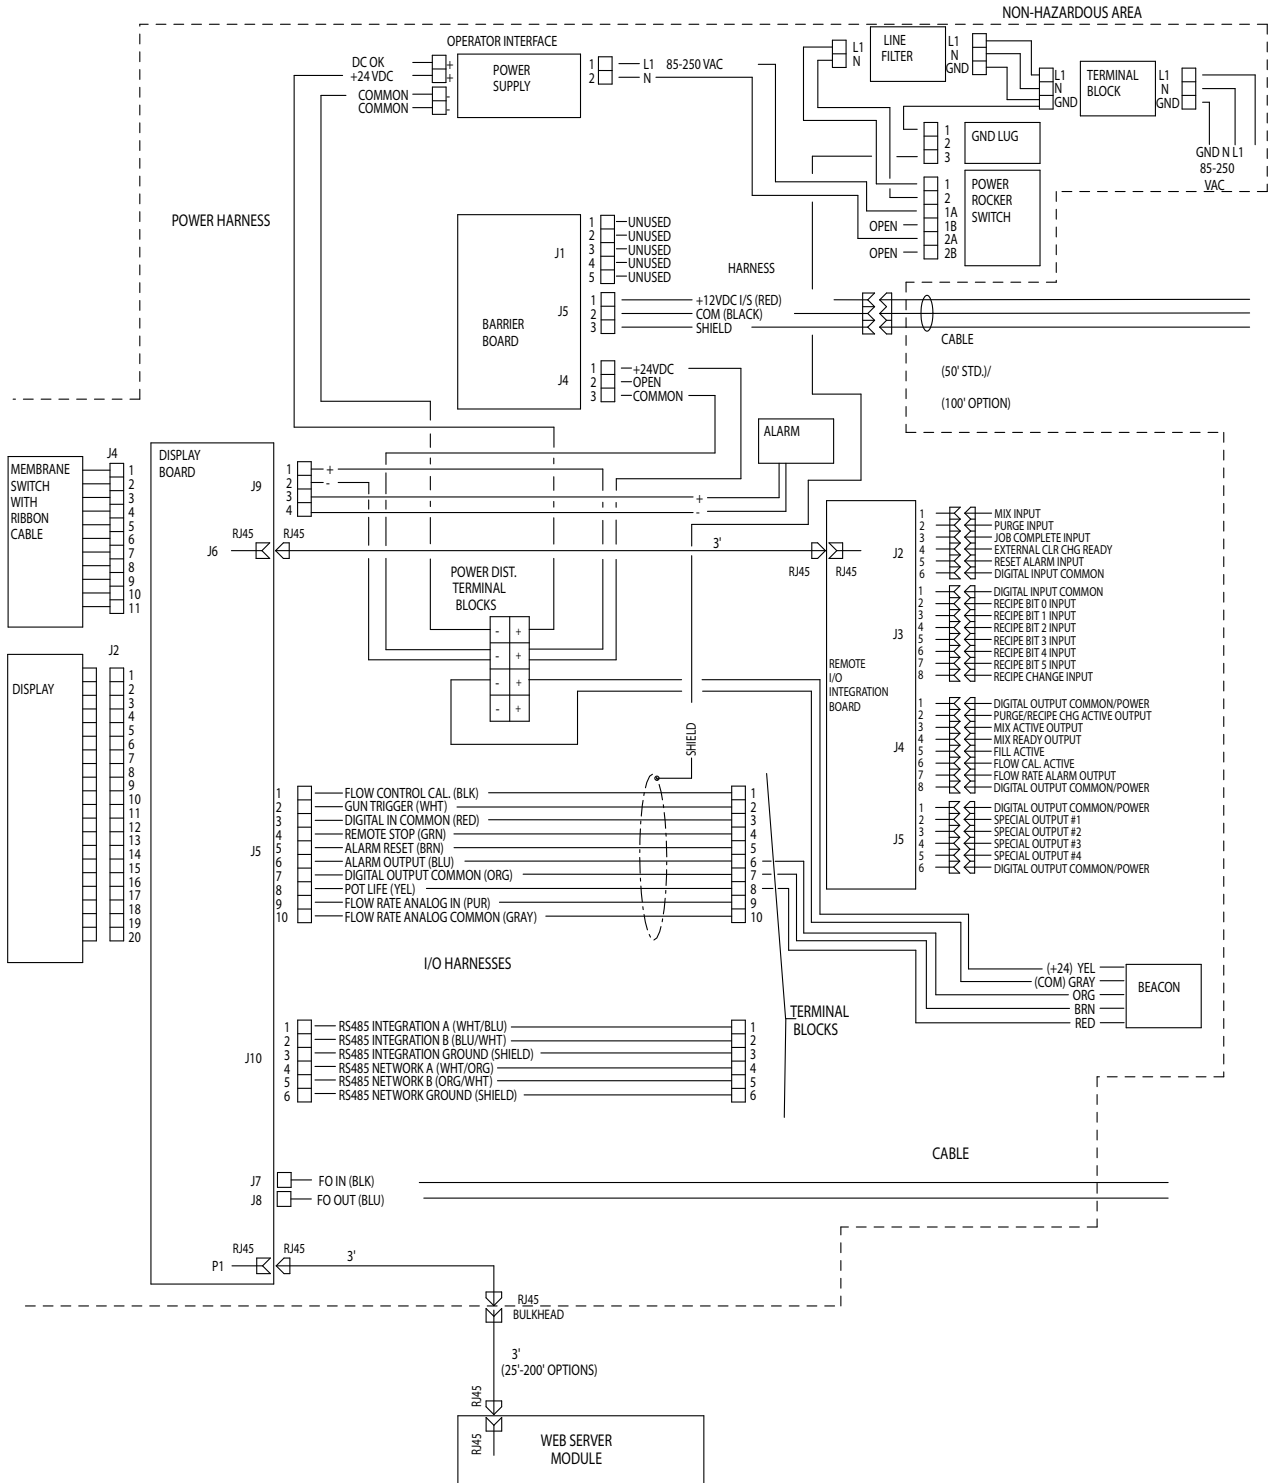 NON-HAZARDOUS AREA
OPERATOR INTERFACE
DC OK
+24 VDC
COMMON
COMMON
+
+
-
-
POWER
SUPPLY
1
2
L1 85-250 VAC
N
L1
N
LINE
FILTER
L1
N
GND
L1
N
GND
TERMINAL
BLOCK
L1
N
GND
GND N L1
85-250
VAC
1
2
3
GND LUG
1
2
1A
1B
2A
2B
OPEN
OPEN
POWER
ROCKER
SWITCH
POWER HARNESS
BARRIER
BOARD
J1
1
2
3
4
5
UNUSED
UNUSED
UNUSED
UNUSED
UNUSED
HARNESS
J5
1
2
3
+12VDC I/S (RED)
COM (BLACK)
SHIELD
CABLE
(50' STD.)/
(100' OPTION)
J4
1
2
3
+24VDC
OPEN
COMMON
ALARM
MEMBRANE
SWITCH
WITH
RIBBON
CABLE
J4
1
2
3
4
5
6
7
8
9
10
11
DISPLAY
BOARD
J9
1
2
3
4
+
-
+
-
J6
RJ45
RJ45
3'
RJ45
RJ45
POWER DIST.
TERMINAL
BLOCKS
- +
- +
- +
- +
SHIELD
REMOTE
I/O
INTEGRATION
BOARD
J2
1 MIX INPUT
2 PURGE INPUT
3 JOB COMPLETE INPUT
4 EXTERNAL CLR CHG READY
5 RESET ALARM INPUT
6 DIGITAL INPUT COMMON
J3
1 DIGITAL INPUT COMMON
2 RECIPE BIT 0 INPUT
3 RECIPE BIT 1 INPUT
4 RECIPE BIT 2 INPUT
5 RECIPE BIT 3 INPUT
6 RECIPE BIT 4 INPUT
7 RECIPE BIT 5 INPUT
8 RECIPE CHANGE INPUT
J4
1 DIGITAL OUTPUT COMMON/POWER
2 PURGE/RECIPE CHG ACTIVE OUTPUT
3 MIX ACTIVE OUTPUT
4 MIX READY OUTPUT
5 FILL ACTIVE
6 FLOW CAL. ACTIVE
7 FLOW RATE ALARM OUTPUT
8 DIGITAL OUTPUT COMMON/POWER
J5
1 DIGITAL OUTPUT COMMON/POWER
2 SPECIAL OUTPUT #1
3 SPECIAL OUTPUT #2
4 SPECIAL OUTPUT #3
5 SPECIAL OUTPUT #4
6 DIGITAL OUTPUT COMMON/POWER
DISPLAY
J2
1
2
3
4
5
6
7
8
9
10
11
12
13
14
15
16
17
18
19
20
J5
1 FLOW CONTROL CAL. (BLK) 1
2 GUN TRIGGER (WHT) 2
3 DIGITAL IN COMMON (RED) 3
4 REMOTE STOP (GRN) 4
5 ALARM RESET (BRN) 5
6 ALARM OUTPUT (BLU) 6
7 DIGITAL OUTPUT COMMON (ORG) 7
8 POT LIFE (YEL) 8
9 FLOW RATE ANALOG IN (PUR) 9
10 FLOW RATE ANALOG COMMON (GRAY) 10
I/O HARNESSES
(+24) YEL
(COM) GRAY
ORG
BRN
RED
BEACON
TERMINAL
BLOCKS
J10
1 RS485 INTEGRATION A (WHT/BLU) 1
2 RS485 INTEGRATION B (BLU/WHT) 2
3 RS485 INTEGRATION GROUND (SHIELD) 3
4 RS485 NETWORK A (WHT/ORG) 4
5 RS485 NETWORK B (ORG/WHT) 5
6 RS485 NETWORK GROUND (SHIELD) 6
CABLE
J7 FO IN (BLK)
J8 FO OUT (BLU)
P1
RJ45
RJ45
3'
RJ45
BULKHEAD
3'
(25'-200' OPTIONS)
RJ45
RJ45
WEB SERVER
MODULE